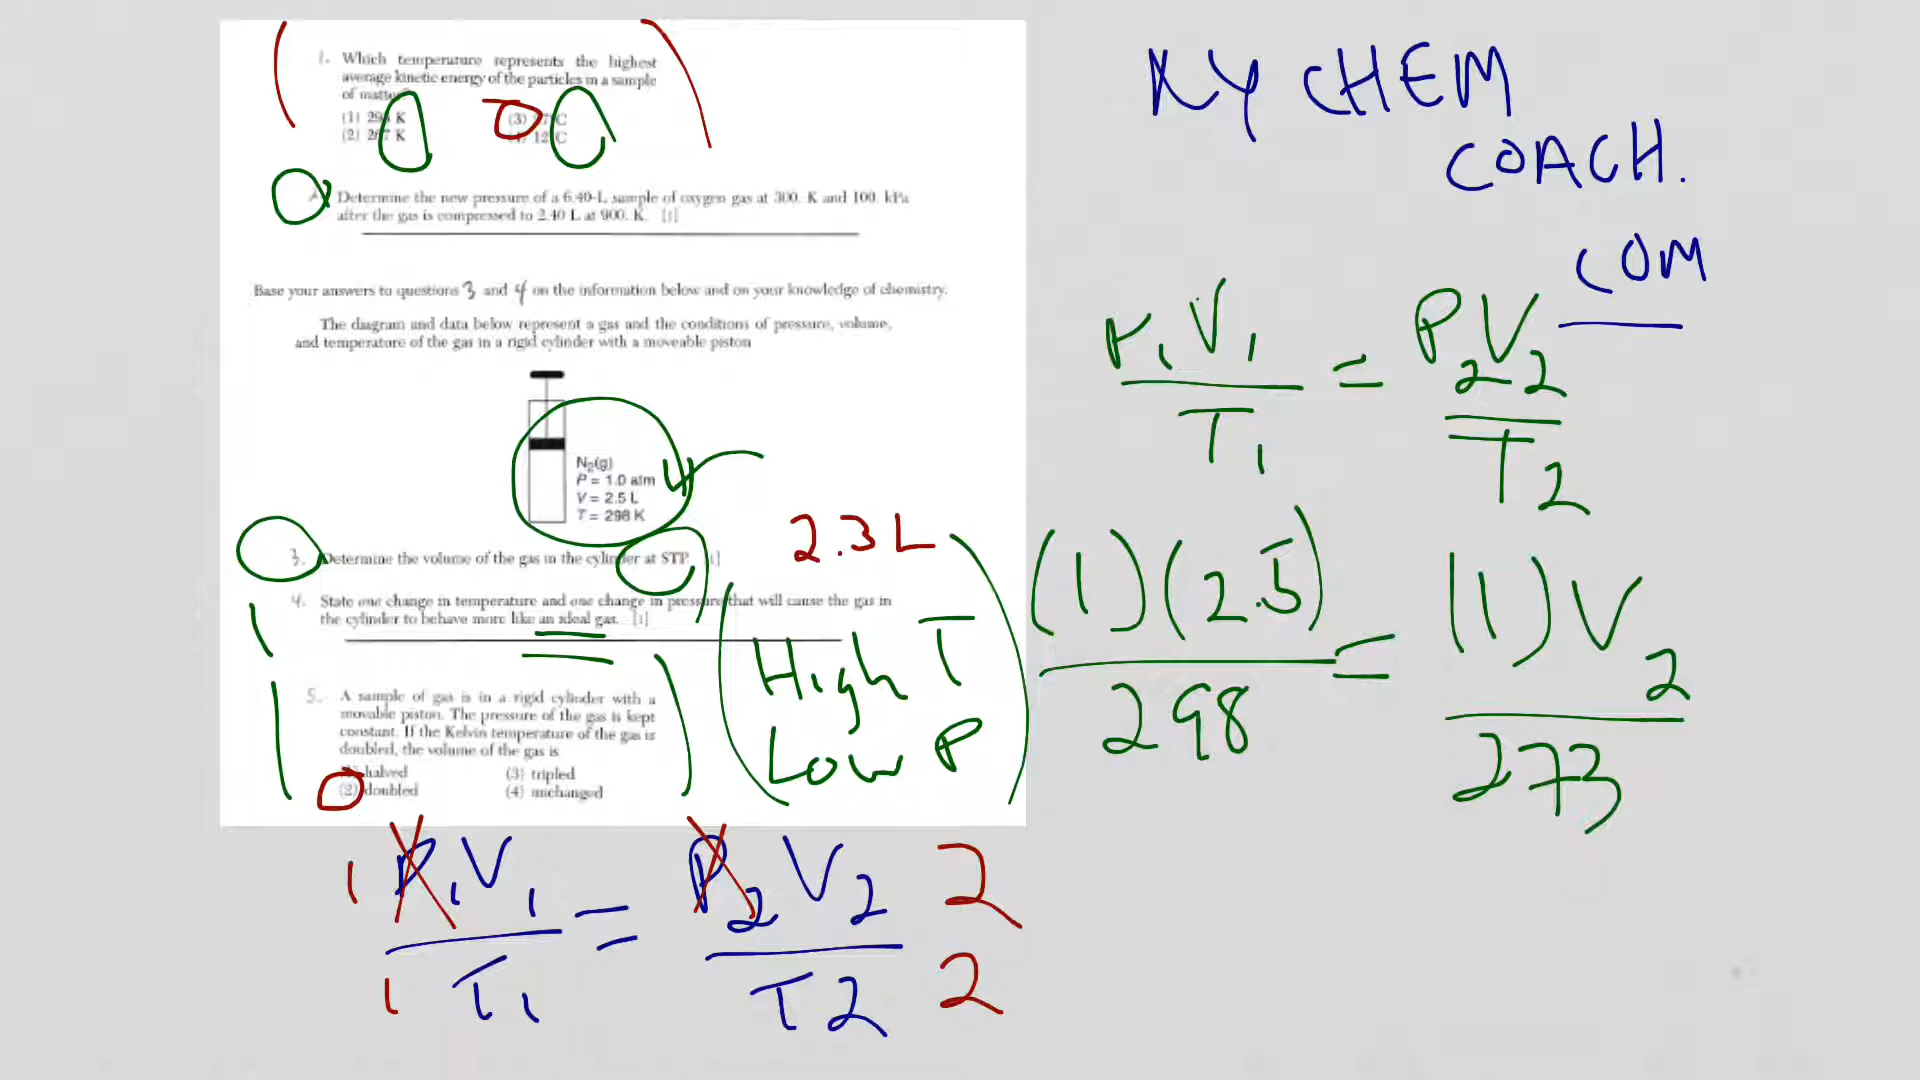 1. Which temperature represents the highest
average kinetic energy of the particles in a sample
of
(1) K (3) C
(2) K 12 C
Determine the new pressure of a 6.40-L sample of oxygen gas at 300. K and 100. kPa
after the gas is compressed to 2.40 L at 900. K. [1]
Base your answers to questions 3 and 4 on the information below and on your knowledge of chemistry.
The diagram and data below represent a gas and the conditions of pressure, volume,
and temperature of the gas in a rigid cylinder with a moveable piston
N2(g)
P = 1.0 atm
V = 2.5 L
T = 298 K
3. Determine the volume of the gas in the cylinder at STP. [1]
2.3 L
4. State one change in temperature and one change in pressure that will cause the gas in
the cylinder to behave more like an ideal gas. [1]
High T
Low P
5. A sample of gas is in a rigid cylinder with a
movable piston. The pressure of the gas is kept
constant. If the Kelvin temperature of the gas is
doubled, the volume of the gas is
halved (3) tripled
(2) doubled (4) unchanged
1 P1V1 = P2V2 2
1 T1 T2 2
KY CHEM
COACH.
COM
P1V1 = P2V2
T1 T2
(1)(2.5) = (1)V2
298 273